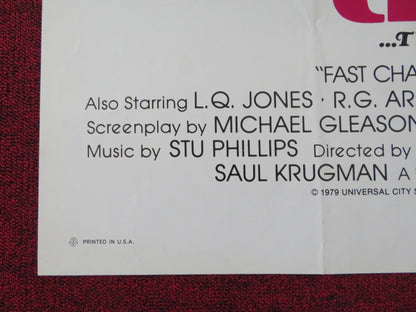 ...T
"FAST CHA
Also Starring L.Q. JONES · R.G. AR
Screenplay by MICHAEL GLEASON
Music by STU PHILLIPS Directed by
SAUL KRUGMAN A
© 1979 UNIVERSAL CITY S
PRINTED IN U.S.A.